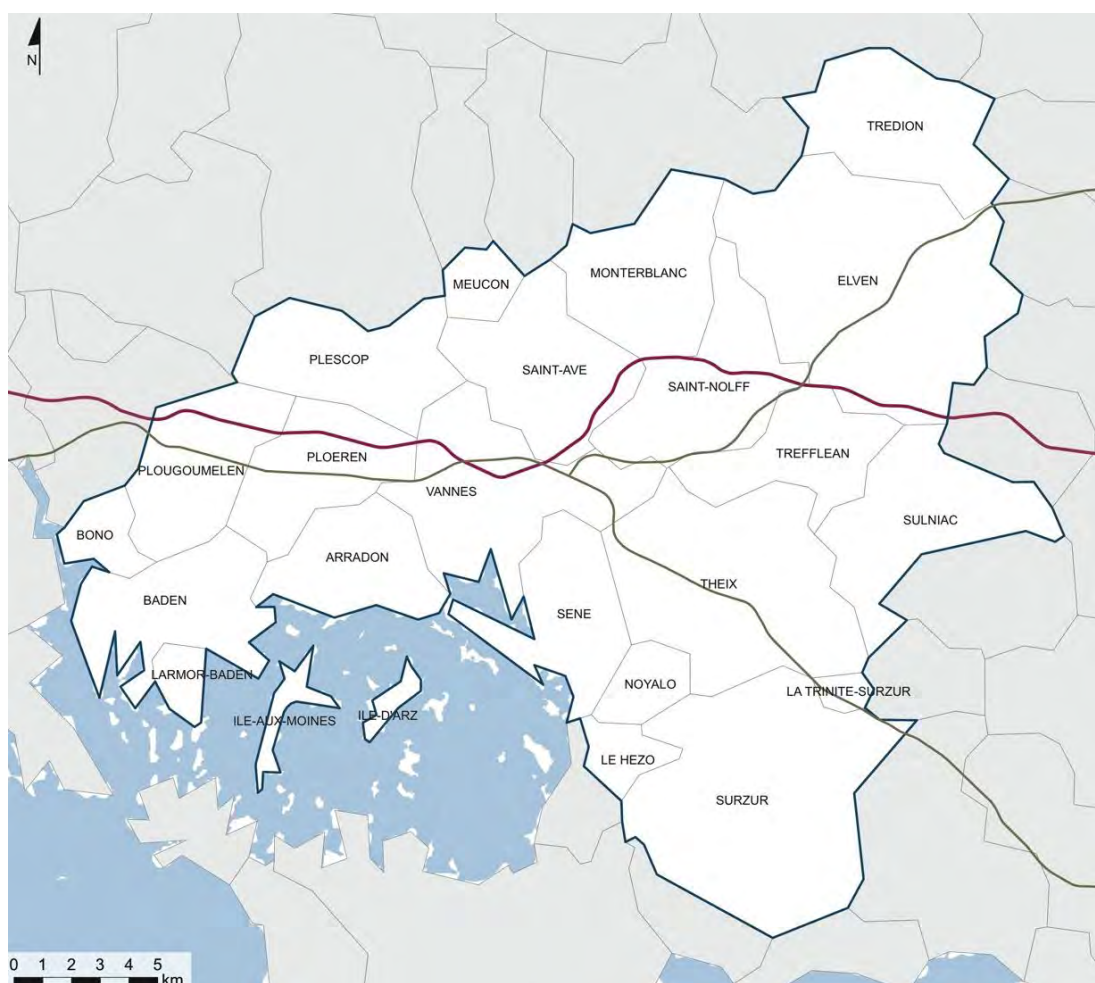 N
TREDION
MONTERBLANC
ELVEN
MEUCON
PLESCOP
SAINT-AVE
SAINT-NOLFF
PLOEREN
TREFFLEAN
PLOUGOUMELEN
VANNES
SULNIAC
BONO
ARRADON
THEIX
BADEN
SENE
LARMOR-BADEN
NOYALO
LA TRINITE-SURZUR
ILE-D'ARZ
ILE-AUX-MOINES
LE HEZO
SURZUR
0 1 2 3 4 5
km